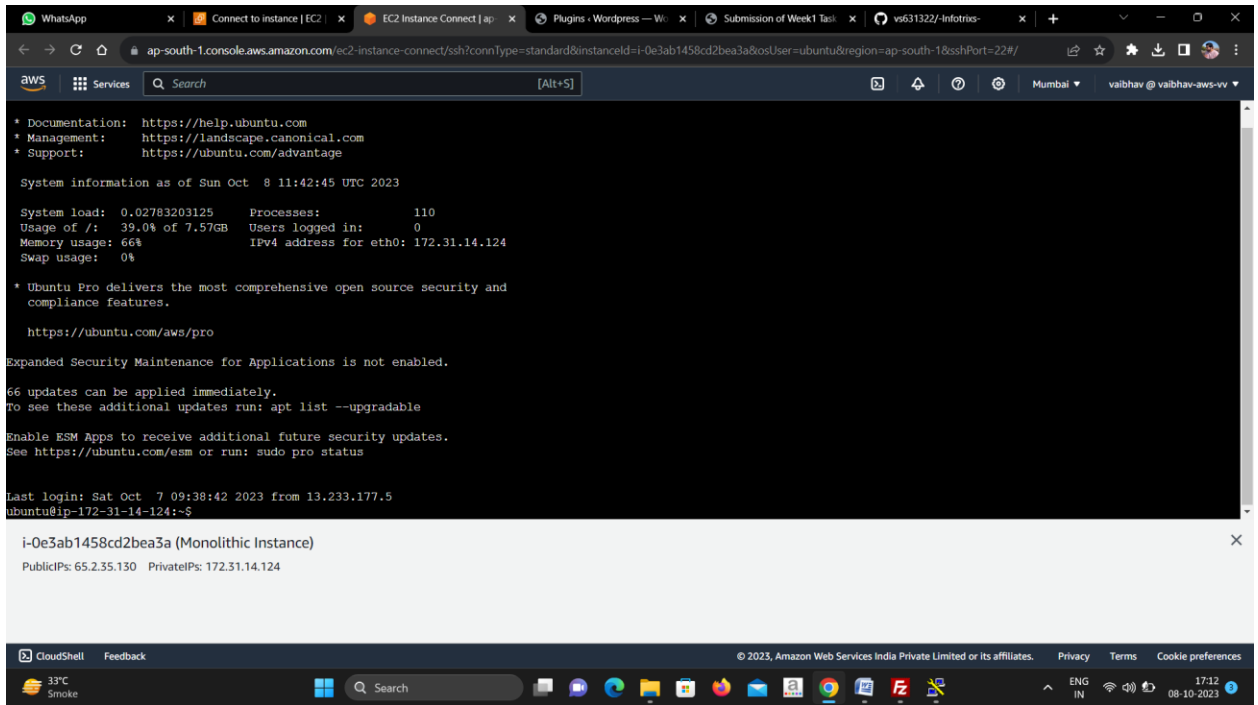 WhatsApp
Connect to instance | EC2 |
EC2 Instance Connect | ap-
Plugins ‹ Wordpress — Wo
Submission of Week1 Task
vs631322/-Infotrixs-
ap-south-1.console.aws.amazon.com/ec2-instance-connect/ssh?connType=standard&instanceId=i-0e3ab1458cd2bea3a&osUser=ubuntu&region=ap-south-1&sshPort=22#/
aws Services Search [Alt+S] Mumbai ▼ vaibhav @ vaibhav-aws-vv ▼
* Documentation: https://help.ubuntu.com
* Management: https://landscape.canonical.com
* Support: https://ubuntu.com/advantage
System information as of Sun Oct 8 11:42:45 UTC 2023
System load: 0.02783203125 Processes: 110
Usage of /: 39.0% of 7.57GB Users logged in: 0
Memory usage: 66% IPv4 address for eth0: 172.31.14.124
Swap usage: 0%
* Ubuntu Pro delivers the most comprehensive open source security and
compliance features.
https://ubuntu.com/aws/pro
Expanded Security Maintenance for Applications is not enabled.
66 updates can be applied immediately.
To see these additional updates run: apt list --upgradable
Enable ESM Apps to receive additional future security updates.
See https://ubuntu.com/esm or run: sudo pro status
Last login: Sat Oct 7 09:38:42 2023 from 13.233.177.5
ubuntu@ip-172-31-14-124:~$
i-0e3ab1458cd2bea3a (Monolithic Instance)
PublicIPs: 65.2.35.130 PrivateIPs: 172.31.14.124
CloudShell Feedback © 2023, Amazon Web Services India Private Limited or its affiliates. Privacy Terms Cookie preferences
33°C
Smoke
Search
ENG
IN
17:12
08-10-2023
3